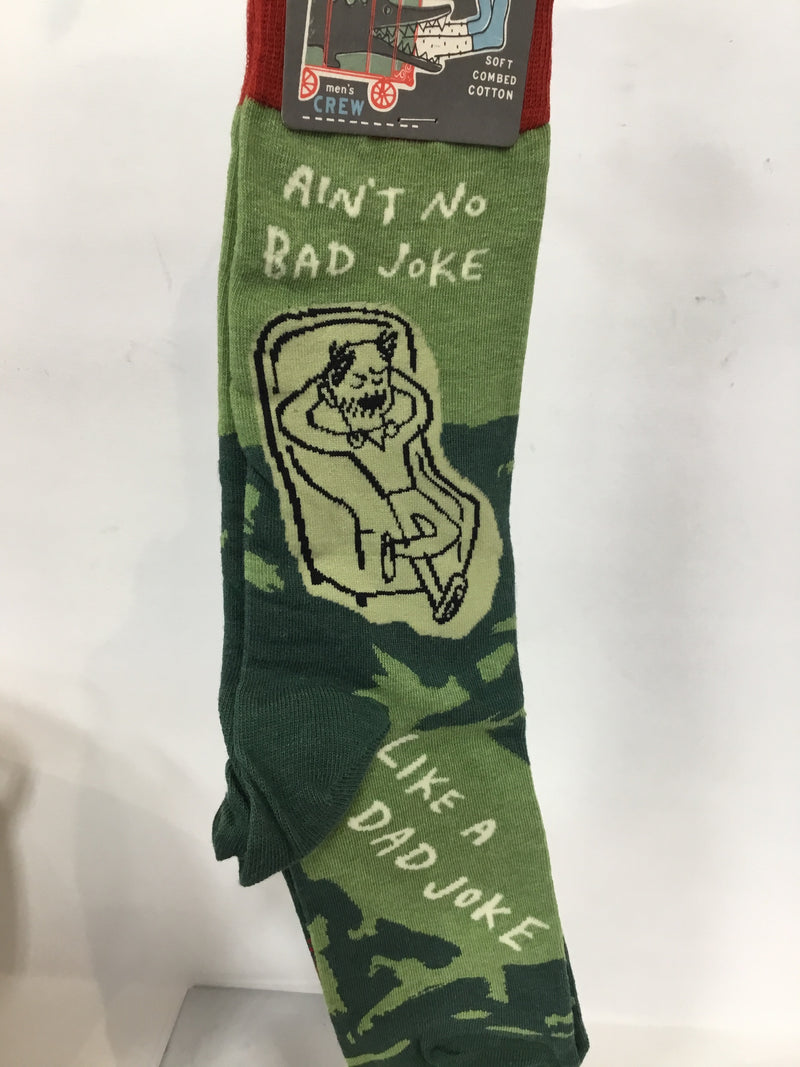 SOFT
COMBED
COTTON
men's
CREW
AIN'T NO
BAD JOKE
LIKE A
DAD JOKE